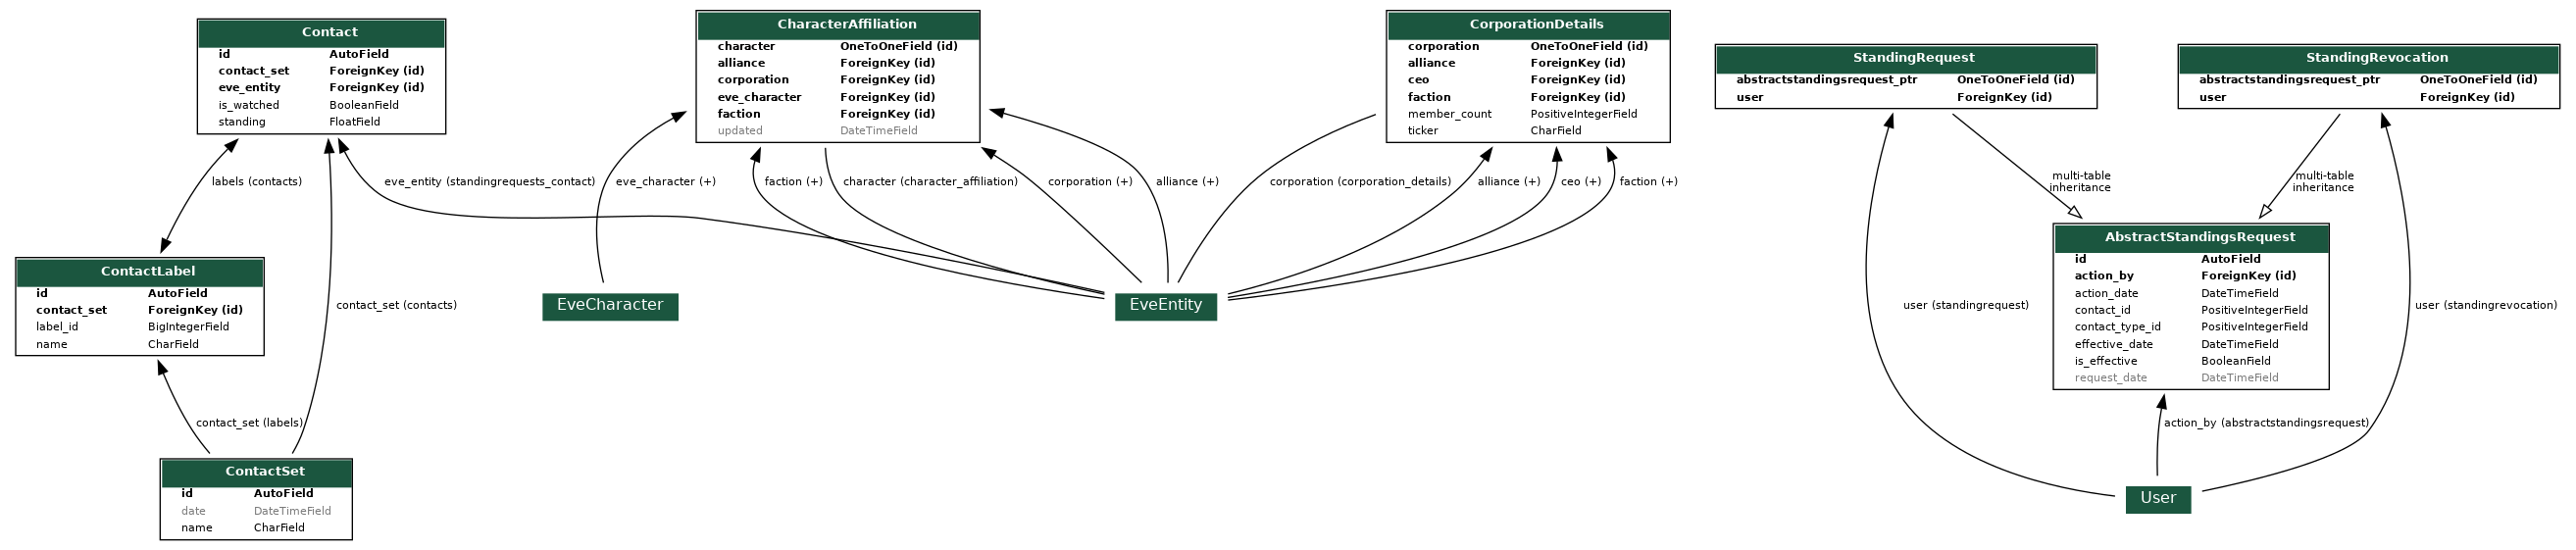 Contact
id AutoField
contact_set ForeignKey (id)
eve_entity ForeignKey (id)
is_watched BooleanField
standing FloatField
CharacterAffiliation
character OneToOneField (id)
alliance ForeignKey (id)
corporation ForeignKey (id)
eve_character ForeignKey (id)
faction ForeignKey (id)
updated DateTimeField
CorporationDetails
corporation OneToOneField (id)
alliance ForeignKey (id)
ceo ForeignKey (id)
faction ForeignKey (id)
member_count PositiveIntegerField
ticker CharField
StandingRequest
abstractstandingsrequest_ptr OneToOneField (id)
user ForeignKey (id)
StandingRevocation
abstractstandingsrequest_ptr OneToOneField (id)
user ForeignKey (id)
labels (contacts)
eve_entity (standingrequests_contact)
eve_character (+)
faction (+)
character (character_affiliation)
corporation (+)
alliance (+)
corporation (corporation_details)
alliance (+)
ceo (+)
faction (+)
multi-table
inheritance
multi-table
inheritance
ContactLabel
id AutoField
contact_set ForeignKey (id)
label_id BigIntegerField
name CharField
contact_set (contacts)
EveCharacter
EveEntity
user (standingrequest)
AbstractStandingsRequest
id AutoField
action_by ForeignKey (id)
action_date DateTimeField
contact_id PositiveIntegerField
contact_type_id PositiveIntegerField
effective_date DateTimeField
is_effective BooleanField
request_date DateTimeField
user (standingrevocation)
contact_set (labels)
action_by (abstractstandingsrequest)
ContactSet
id AutoField
date DateTimeField
name CharField
User